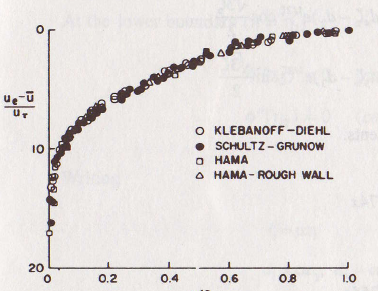 0
u_e - ū
u_τ
10
20
○ KLEBANOFF-DIEHL
● SCHULTZ-GRUNOW
□ HAMA
△ HAMA-ROUGH WALL
0 0.2 0.4 0.6 0.8 1.0